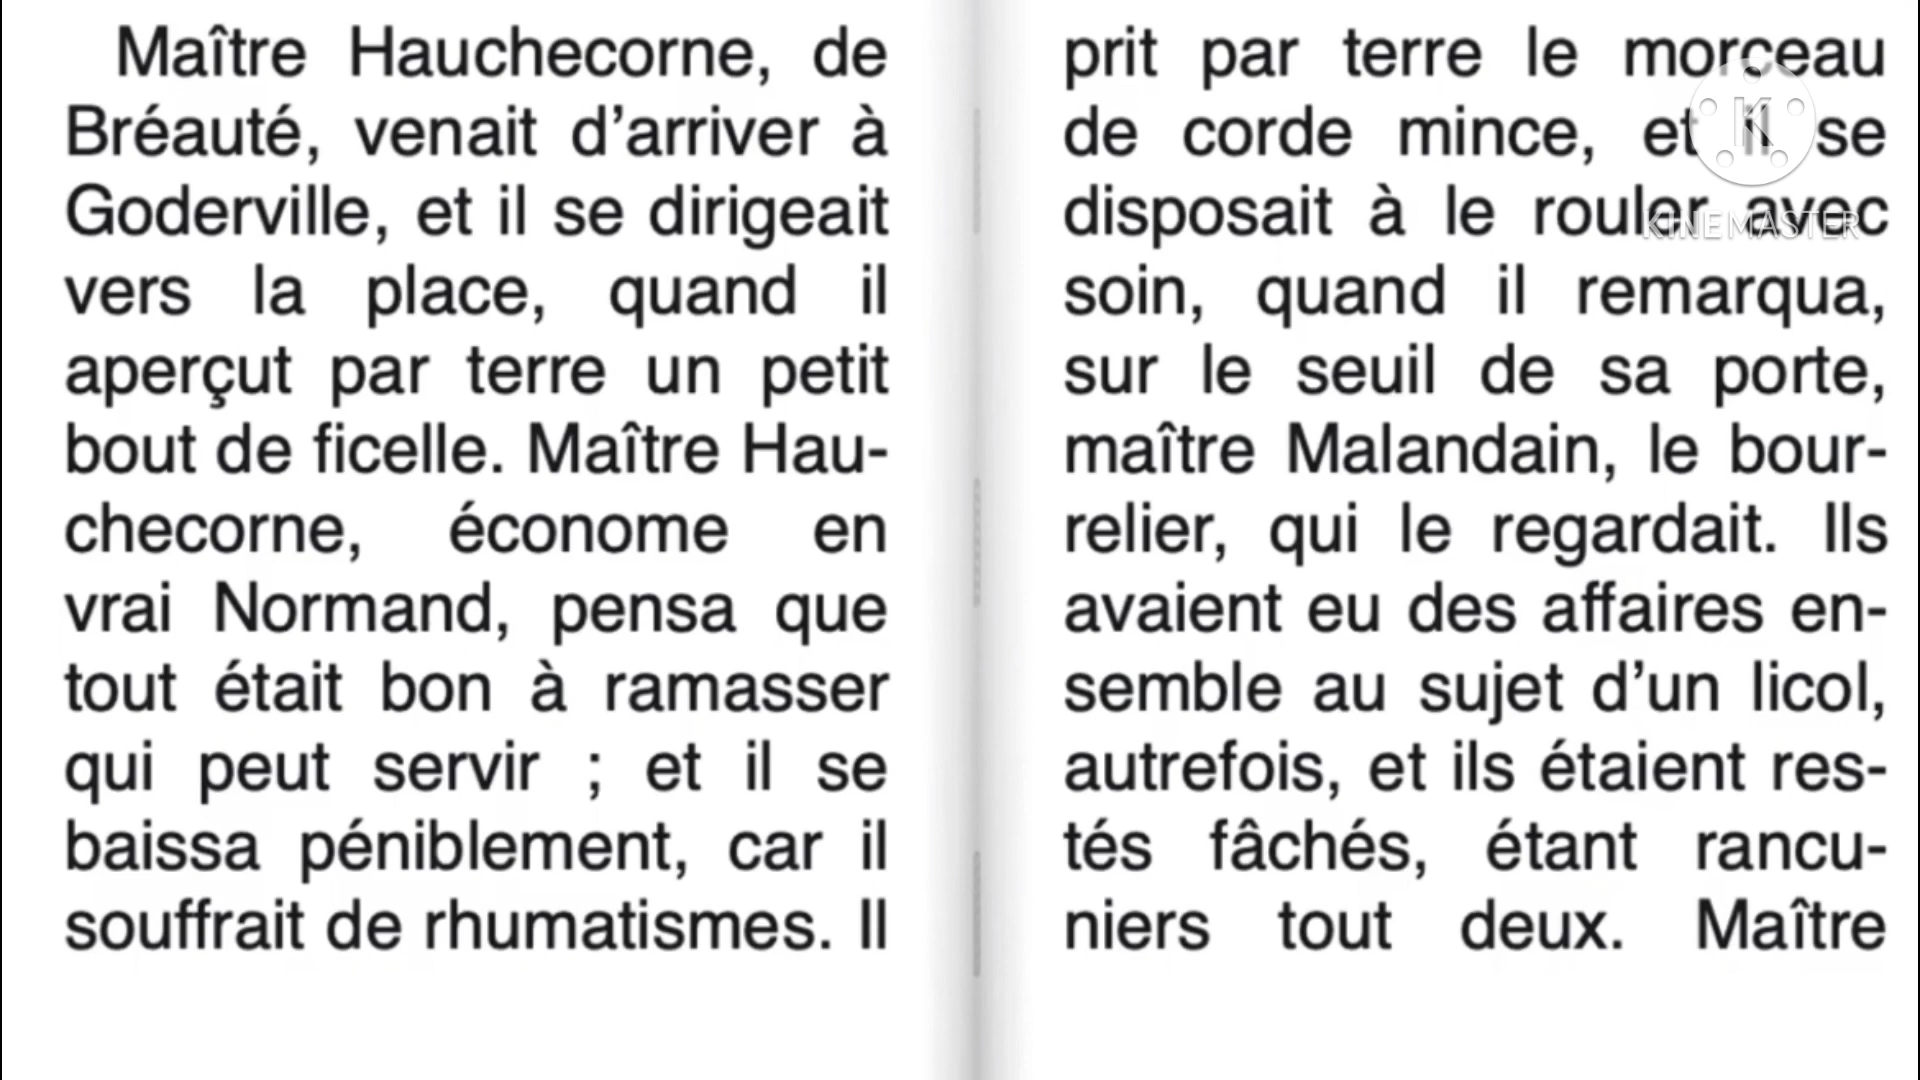 Maître Hauchecorne, de
Bréauté, venait d’arriver à
Goderville, et il se dirigeait
vers la place, quand il
aperçut par terre un petit
bout de ficelle. Maître Hau-
checorne, économe en
vrai Normand, pensa que
tout était bon à ramasser
qui peut servir ; et il se
baissa péniblement, car il
souffrait de rhumatismes. Il
prit par terre le morceau
de corde mince, et il se
disposait à le rouler avec
soin, quand il remarqua,
sur le seuil de sa porte,
maître Malandain, le bour-
relier, qui le regardait. Ils
avaient eu des affaires en-
semble au sujet d’un licol,
autrefois, et ils étaient res-
tés fâchés, étant rancu-
niers tout deux. Maître
K
KINEMASTER